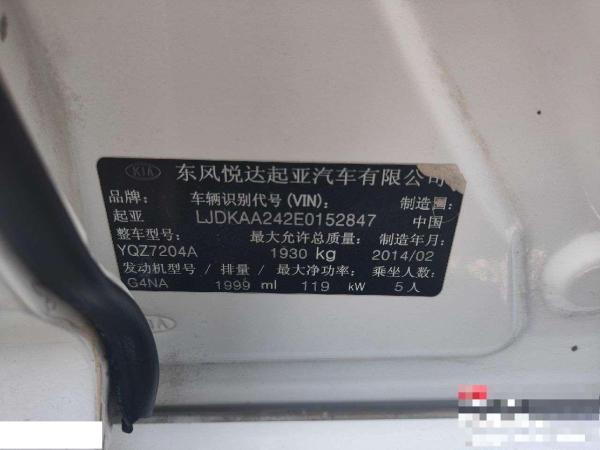 KIA 东风悦达起亚汽车有限公司
品牌: 车辆识别代号(VIN): 制造国:
起亚 LJDKAA242E0152847 中国
整车型号: 最大允许总质量: 制造年月:
YQZ7204A 1930 kg 2014/02
发动机型号/排量/最大净功率: 乘坐人数:
G4NA 1999 ml 119 kW 5人
KIA